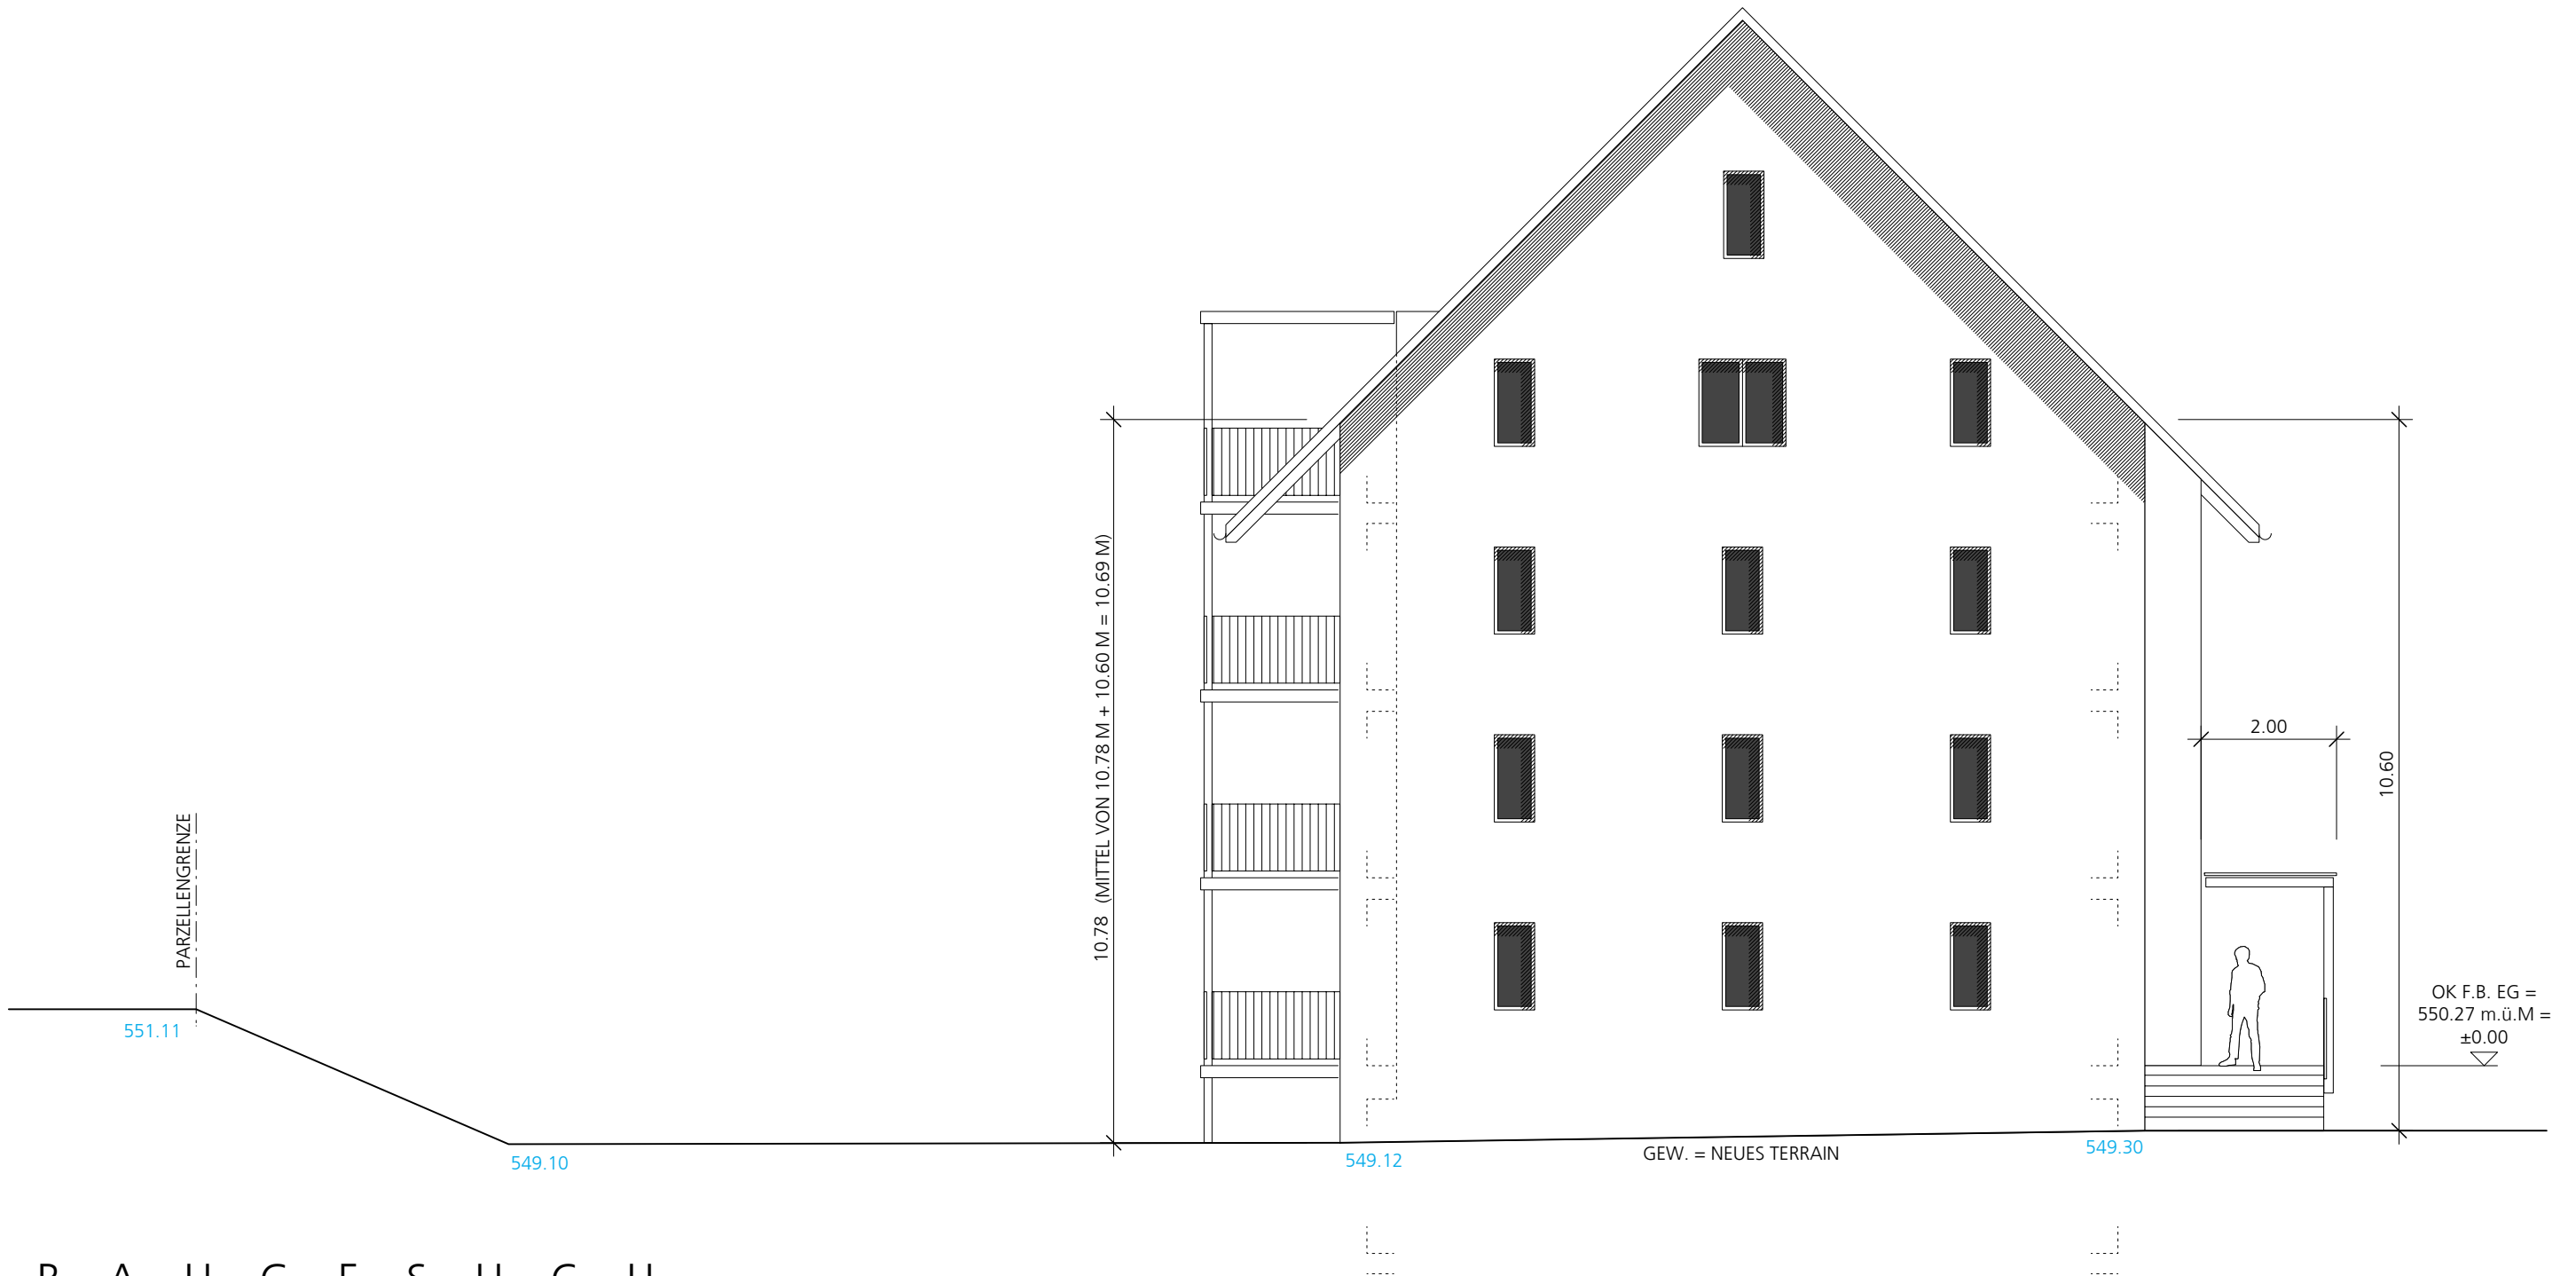 10.78 (MITTEL VON 10.78 M + 10.60 M = 10.69 M)
2.00
10.60
PARZELLENGRENZE
OK F.B. EG =
550.27 m.ü.M =
±0.00
551.11
549.10
549.12
GEW. = NEUES TERRAIN
549.30
B A U G E S U C H